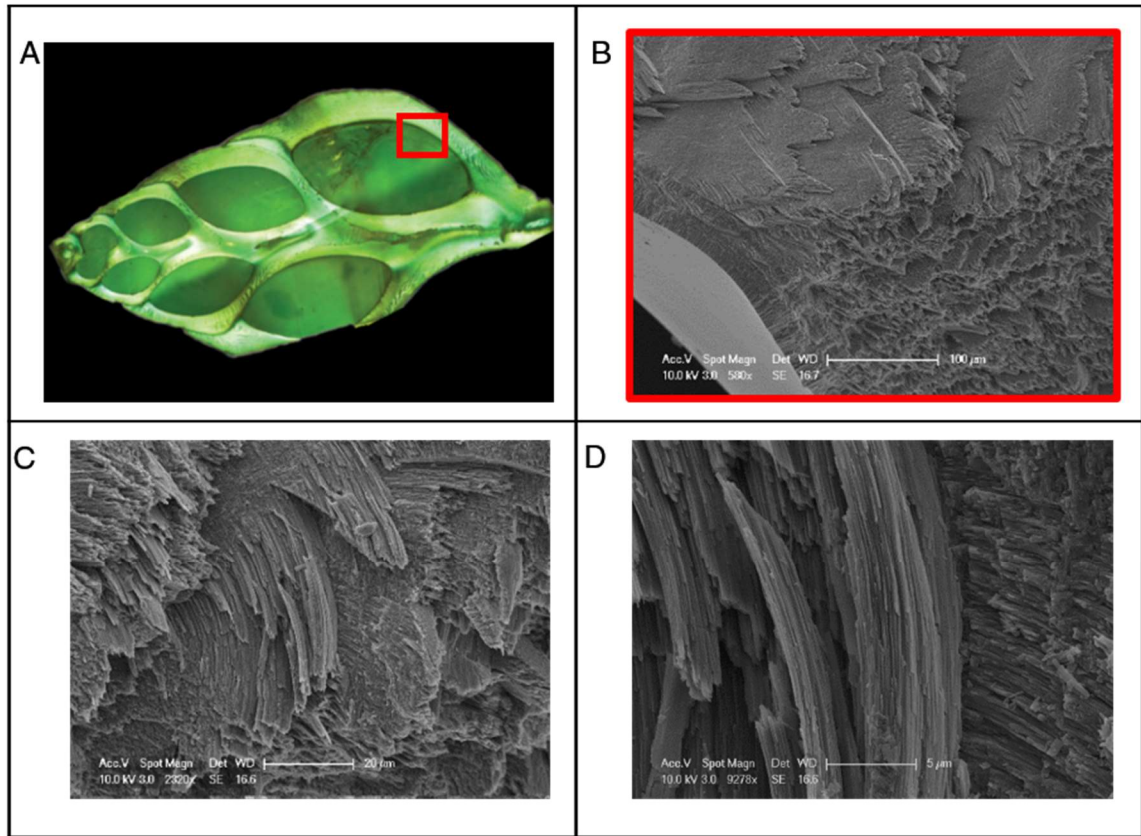 A
B
Acc.V Spot Magn Det WD 100 µm
10.0 kV 3.0 580x SE 16.7
C
Acc.V Spot Magn Det WD 20 µm
10.0 kV 3.0 2320x SE 16.6
D
Acc.V Spot Magn Det WD 5 µm
10.0 kV 3.0 9278x SE 16.6